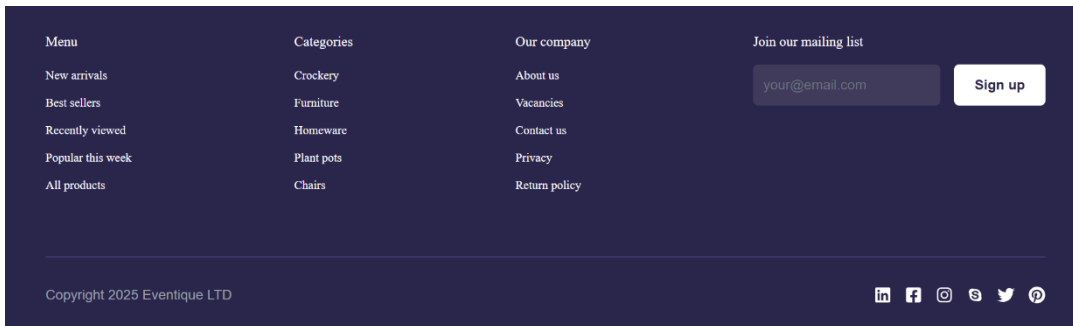 Menu
New arrivals
Best sellers
Recently viewed
Popular this week
All products
Categories
Crockery
Furniture
Homeware
Plant pots
Chairs
Our company
About us
Vacancies
Contact us
Privacy
Return policy
Join our mailing list
your@email.com
Sign up
Copyright 2025 Eventique LTD